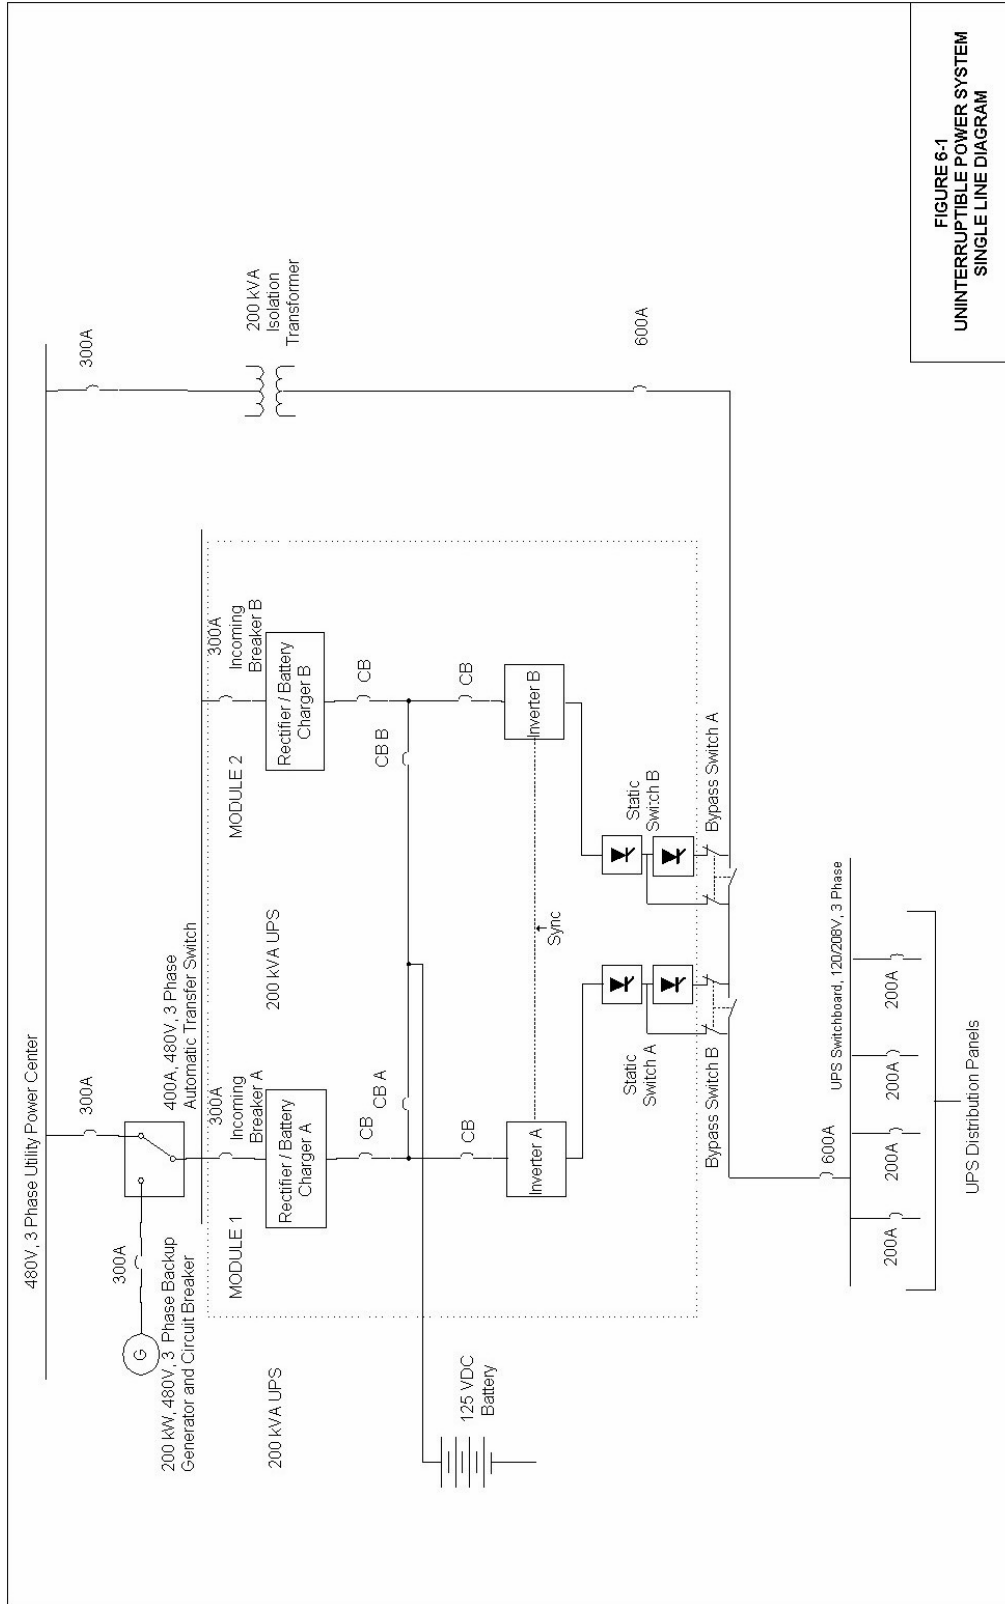 480V, 3 Phase Utility Power Center
300A
300A
300A
200 kW, 480V, 3 Phase Backup
Generator and Circuit Breaker
G
400A, 480V, 3 Phase
Automatic Transfer Switch
200 kVA
Isolation
Transformer
200 kVA UPS
MODULE 1
300A
Incoming
Breaker A
Rectifier / Battery
Charger A
200 kVA UPS
MODULE 2
300A
Incoming
Breaker B
Rectifier / Battery
Charger B
CB
CB A
CB B
CB
125 VDC
Battery
CB
CB
Inverter A
Sync
Inverter B
Static
Switch A
Static
Switch B
600A
Bypass Switch B
Bypass Switch A
600A
UPS Switchboard, 120/208V, 3 Phase
200A
200A
200A
200A
UPS Distribution Panels
FIGURE 6-1
UNINTERRUPTIBLE POWER SYSTEM
SINGLE LINE DIAGRAM